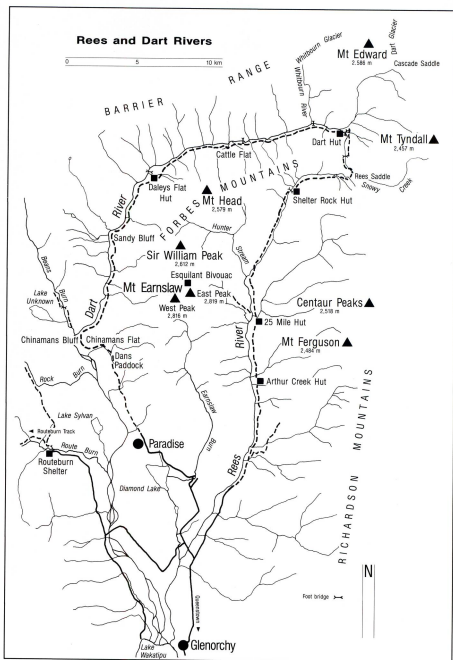 Rees and Dart Rivers
0 5 10 km
Whitbourn Glacier
Mt Edward
2,586 m
Dart Glacier
Cascade Saddle
BARRIER RANGE
Whitbourn River
Dart Hut
Mt Tyndall
2,457 m
Cattle Flat
Rees Saddle
Snowy Creek
Daleys Flat
Hut
FORBES MOUNTAINS
Mt Head
2,579 m
Shelter Rock Hut
River
Hunter Stream
Sandy Bluff
Sir William Peak
2,612 m
Beans Burn
Esquilant Bivouac
Lake
Unknown
Mt Earnslaw
East Peak
2,819 m
West Peak
2,816 m
Dart
Centaur Peaks
2,518 m
25 Mile Hut
Chinamans Bluff
Chinamans Flat
River
Mt Ferguson
2,484 m
Dans
Paddock
Rock Burn
Arthur Creek Hut
Earnslaw Burn
Lake Sylvan
Routeburn Track
Route Burn
Paradise
Routeburn
Shelter
Rees
Diamond Lake
RICHARDSON MOUNTAINS
N
Foot bridge
Queenstown
Glenorchy
Lake
Wakatipu